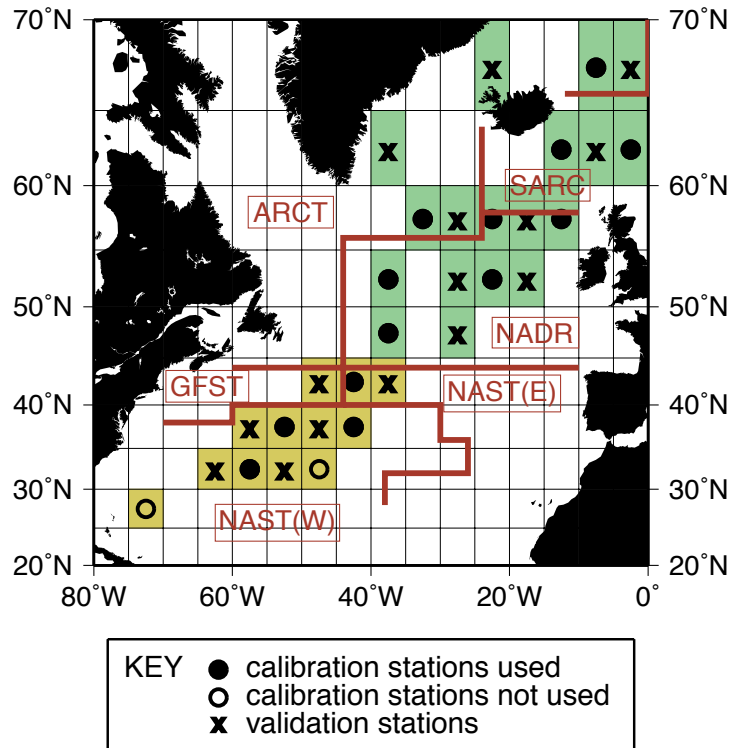 70˚N 70˚N
SARC
60˚N 60˚N
ARCT
50˚N 50˚N
NADR
GFST NAST(E)
40˚N 40˚N
30˚N 30˚N
NAST(W)
20˚N 20˚N
80˚W 60˚W 40˚W 20˚W 0˚
KEY calibration stations used
calibration stations not used
x validation stations